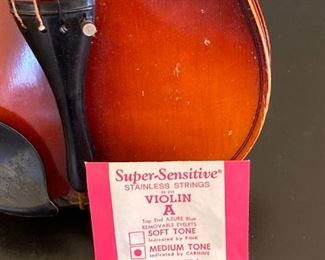 Super-Sensitive®
STAINLESS STRINGS
VIOLIN
A
Top End AZURE Blue
REMOVABLE EYELETS
SOFT TONE
Indicated by PINK
MEDIUM TONE
Indicated by CARMINE